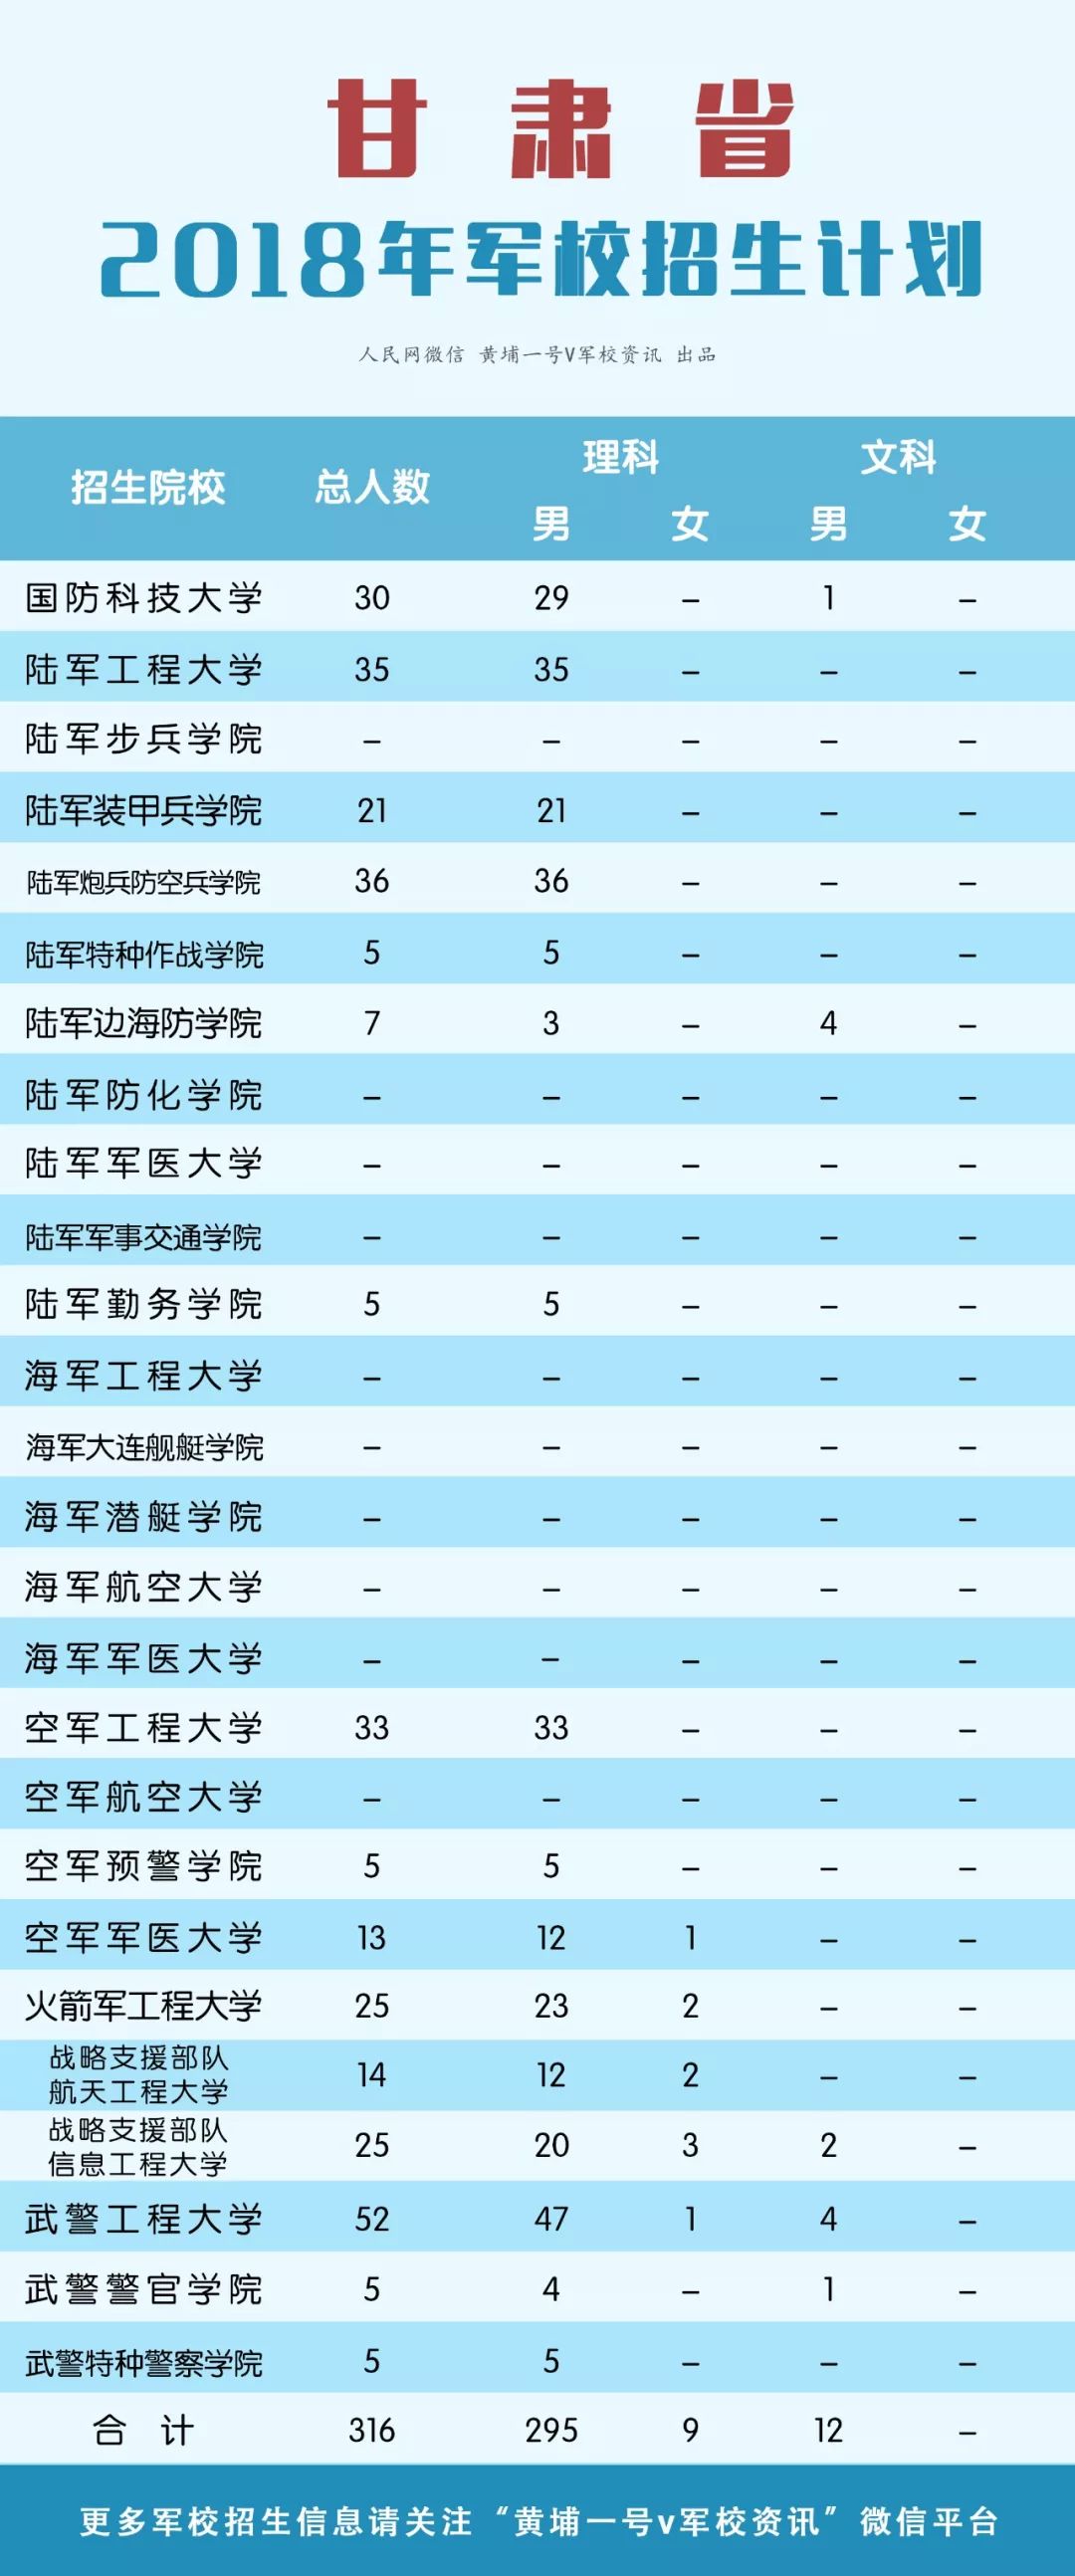 甘肃省
2018年军校招生计划
人民网微信 黄埔一号V军校资讯 出品
招生院校 总人数 理科 文科
男 女 男 女
国防科技大学 30 29 – 1 –
陆军工程大学 35 35 – – –
陆军步兵学院 – – – – –
陆军装甲兵学院 21 21 – – –
陆军炮兵防空兵学院 36 36 – – –
陆军特种作战学院 5 5 – – –
陆军边海防学院 7 3 – 4 –
陆军防化学院 – – – – –
陆军军医大学 – – – – –
陆军军事交通学院 – – – – –
陆军勤务学院 5 5 – – –
海军工程大学 – – – – –
海军大连舰艇学院 – – – – –
海军潜艇学院 – – – – –
海军航空大学 – – – – –
海军军医大学 – – – – –
空军工程大学 33 33 – – –
空军航空大学 – – – – –
空军预警学院 5 5 – – –
空军军医大学 13 12 1 – –
火箭军工程大学 25 23 2 – –
战略支援部队
航天工程大学 14 12 2 – –
战略支援部队
信息工程大学 25 20 3 2 –
武警工程大学 52 47 1 4 –
武警警官学院 5 4 – 1 –
武警特种警察学院 5 5 – – –
合计 316 295 9 12 –
更多军校招生信息请关注“黄埔一号v军校资讯”微信平台